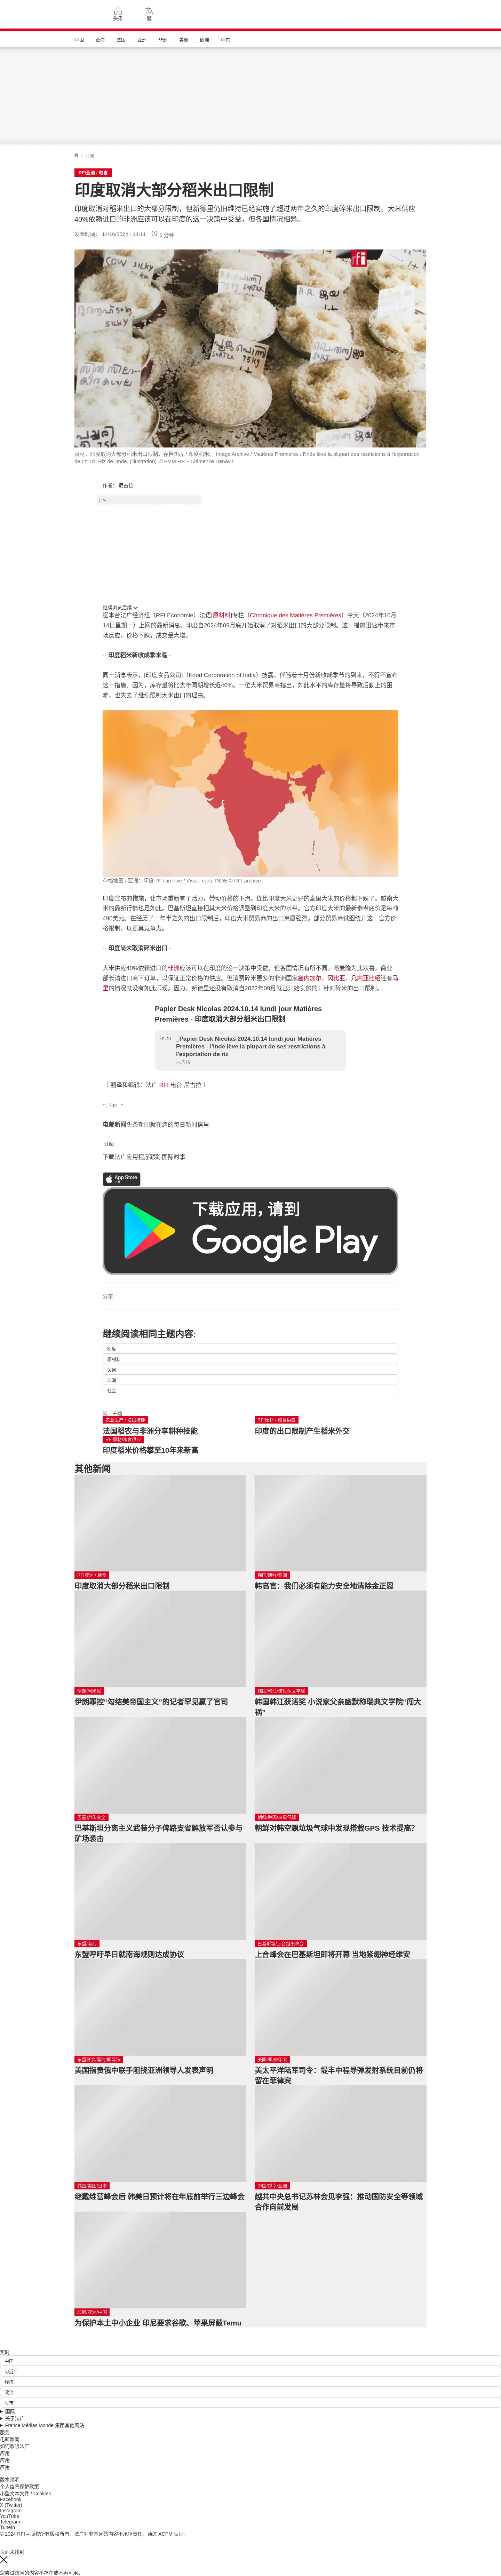 头条
繁
中国 台海 法国 亚洲 非洲 美洲 欧洲 中东
/ 亚洲
RFI亚洲 / 粮食
印度取消大部分稻米出口限制
印度取消对稻米出口的大部分限制，但新德里仍旧维持已经实施了超过两年之久的印度碎米出口限制。大米供应
40%依赖进口的非洲应该可以在印度的这一决策中受益，但各国情况相异。
发表时间： 14/10/2024 - 14:11 4 分钟
食材：印度取消大部分稻米出口限制。存档图片 / 印度稻米。 Image Archive / Matières Premières / l'Inde lève la plupart des restrictions à l'exportation
de riz. Ici, Riz de l'Inde. (Illustration): © FMM RFI - Clémence Denavit
作者： 尼古拉
广告
继续浏览后续
据本台法广经济组（RFI Economie）法语[原材料]专栏（Chronique des Matières Premières）今天（2024年10月
14日星期一）上网的最新消息。印度自2024年09月底开始取消了对稻米出口的大部分限制。这一措施迅速带来市
场反应，价格下跌，成交量大增。
-- 印度稻米新收成季来临 -
同一消息表示，[印度食品公司]（Food Corporation of India）披露，伴随着十月份新收成季节的到来，不得不宣布
这一措施。因为，库存量将比去年同期增长近40%。一位大米贸易商指出，如此水平的库存量将导致后勤上的困
难，也失去了继续限制大米出口的理由。
存档地图 / 亚洲：印度 RFI archive / Visuel carte INDE © RFI archive
印度宣布的措施，让市场重新有了活力，带动价格的下滑，连比印度大米更好的泰国大米的价格都下跌了。越南大
米的最新行情也是如此。巴基斯坦直接把其大米价格调整到印度大米的水平。官方印度大米的最新参考底价是每吨
490美元。在经历了一年半之久的出口限制后，印度大米贸易商的出口意愿强烈。部分贸易商试图绕开这一官方价
格限制，以更具竞争力。
-- 印度尚未取消碎米出口 -
大米供应40%依赖进口的非洲应该可以在印度的这一决策中受益，但各国情况有所不同。喀麦隆为此欢喜。商业
部长请进口商下订单，以保证正常价格的供应。但消费碎米更多的非洲国家塞内加尔、冈比亚、几内亚比绍还有马
里的情况就没有如此乐观。因为，新德里还没有取消自2022年09月就已开始实施的，针对碎米的出口限制。
Papier Desk Nicolas 2024.10.14 lundi jour Matières
Premières - 印度取消大部分稻米出口限制
01:40 _Papier Desk Nicolas 2024.10.14 lundi jour Matières
Premières - l'Inde lève la plupart de ses restrictions à
l'exportation de riz
尼古拉
（ 翻译和编辑：法广 RFI 电台 尼古拉 ）
~.. Fin ..~
电邮新闻头条新闻就在您的每日新闻信里
订阅
下载法广应用程序跟踪国际时事
App Store
下载应用，请到
Google Play
分享 :
继续阅读相同主题内容:
印度
原材料
贸易
非洲
社会
同一主题
农业生产 / 法国技能
法国稻农与非洲分享耕种技能
RFI原材 / 粮食供应
印度的出口限制产生稻米外交
RFI原材/粮食供应
印度稻米价格攀至10年来新高
其他新闻
RFI亚洲 / 粮食
印度取消大部分稻米出口限制
韩国/朝鲜/亚洲
韩高官：我们必须有能力安全地清除金正恩
伊朗/阿米尼
伊朗罪控“勾结美帝国主义”的记者罕见赢了官司
韩国/韩江/诺贝尔文学奖
韩国韩江获诺奖 小说家父亲幽默称瑞典文学院“闯大
祸”
巴基斯坦/安全
巴基斯坦分离主义武装分子俾路支省解放军否认参与
矿场袭击
朝鲜/韩国/垃圾气球
朝鲜对韩空飘垃圾气球中发现搭载GPS 技术提高?
东盟/南海
东盟呼吁早日就南海规则达成协议
巴基斯坦/上合组织峰会
上合峰会在巴基斯坦即将开幕 当地紧绷神经维安
东盟峰会/南海/国际法
美国指责俄中联手阻挠亚洲领导人发表声明
美国/亚洲/印太
美太平洋陆军司令：堤丰中程导弹发射系统目前仍将
留在菲律宾
韩国/美国/日本
继戴维营峰会后 韩美日预计将在年底前举行三边峰会
中国/越南/亚洲
越共中央总书记苏林会见李强：推动国防安全等领域
合作向前发展
印尼/亚洲/中国
为保护本土中小企业 印尼要求谷歌、苹果屏蔽Temu
实时
中国
习近平
经济
政治
股市
国际
关于法广
France Médias Monde 集团其他网站
服务
电邮新闻
如何收听法广
应用
应用
应用
版本说明
个人信息保护政策
小型文本文件 / Cookies
Facebook
X (Twitter)
Instagram
YouTube
Telegram
TuneIn
© 2024 RFI – 版权所有版权所有。法广对非本网站内容不承担责任。通过 ACPM 认证。
页面未找到
您尝试访问的内容不存在或不再可用。